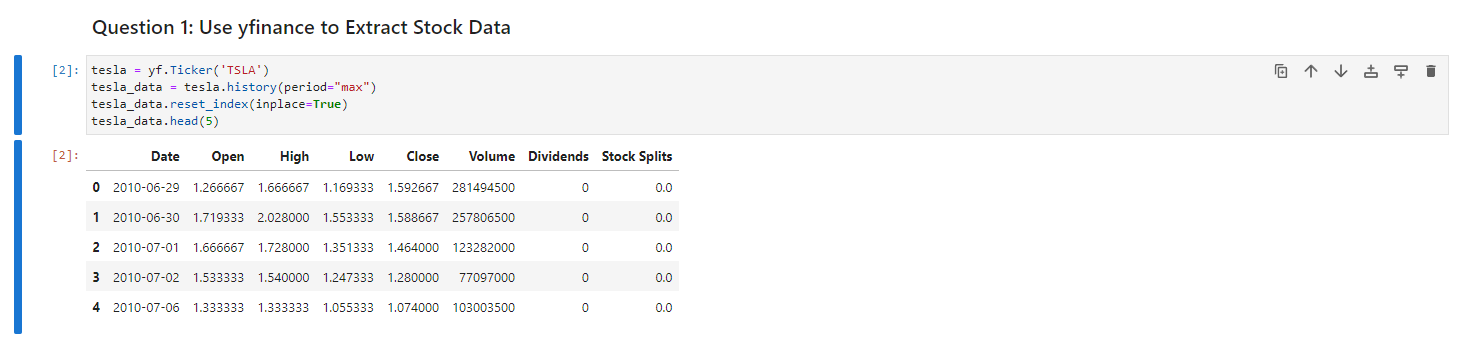 Question 1: Use yfinance to Extract Stock Data
[2]: tesla = yf.Ticker('TSLA')
tesla_data = tesla.history(period="max")
tesla_data.reset_index(inplace=True)
tesla_data.head(5)
[2]: Date Open High Low Close Volume Dividends Stock Splits
0 2010-06-29 1.266667 1.666667 1.169333 1.592667 281494500 0 0.0
1 2010-06-30 1.719333 2.028000 1.553333 1.588667 257806500 0 0.0
2 2010-07-01 1.666667 1.728000 1.351333 1.464000 123282000 0 0.0
3 2010-07-02 1.533333 1.540000 1.247333 1.280000 77097000 0 0.0
4 2010-07-06 1.333333 1.333333 1.055333 1.074000 103003500 0 0.0